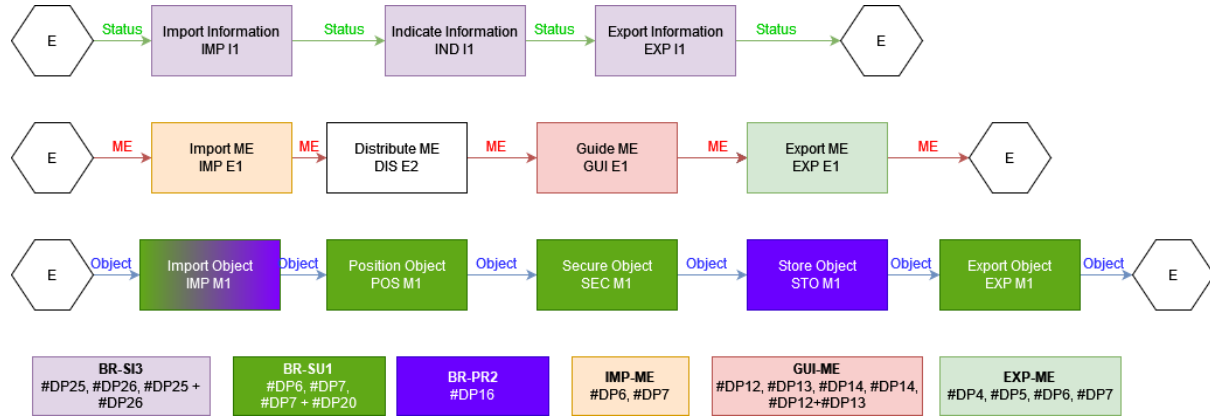 E
Status
Import Information
IMP I1
Status
Indicate Information
IND I1
Status
Export Information
EXP I1
Status
E
E
ME
Import ME
IMP E1
ME
Distribute ME
DIS E2
ME
Guide ME
GUI E1
ME
Export ME
EXP E1
ME
E
E
Object
Import Object
IMP M1
Object
Position Object
POS M1
Object
Secure Object
SEC M1
Object
Store Object
STO M1
Object
Export Object
EXP M1
Object
E
BR-SI3
#DP25, #DP26, #DP25 +
#DP26
BR-SU1
#DP6, #DP7,
#DP7 + #DP20
BR-PR2
#DP16
IMP-ME
#DP6, #DP7
GUI-ME
#DP12, #DP13, #DP14, #DP14,
#DP12+#DP13
EXP-ME
#DP4, #DP5, #DP6, #DP7